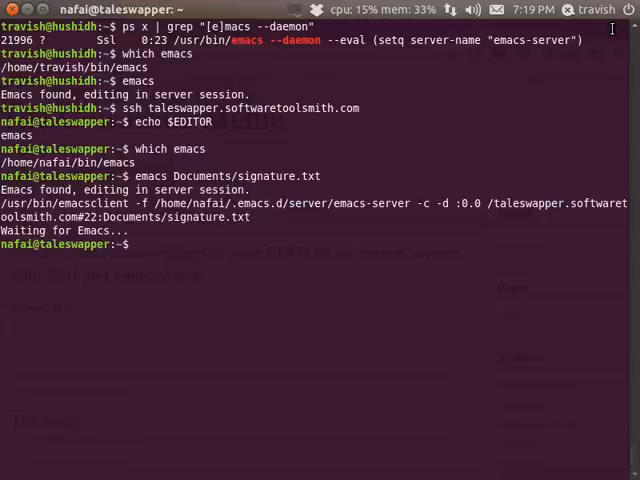 nafai@taleswapper: ~ cpu: 15% mem: 33% 7:19 PM travish
travish@hushidh:~$ ps x | grep "[e]macs --daemon"
21996 ? Ssl 0:23 /usr/bin/emacs --daemon --eval (setq server-name "emacs-server")
travish@hushidh:~$ which emacs
/home/travish/bin/emacs
travish@hushidh:~$ emacs
Emacs found, editing in server session.
travish@hushidh:~$ ssh taleswapper.softwaretoolsmith.com
nafai@taleswapper:~$ echo $EDITOR
emacs
nafai@taleswapper:~$ which emacs
/home/nafai/bin/emacs
nafai@taleswapper:~$ emacs Documents/signature.txt
Emacs found, editing in server session.
/usr/bin/emacsclient -f /home/nafai/.emacs.d/server/emacs-server -c -d :0.0 /taleswapper.softwaret
oolsmith.com#22:Documents/signature.txt
Waiting for Emacs...
nafai@taleswapper:~$